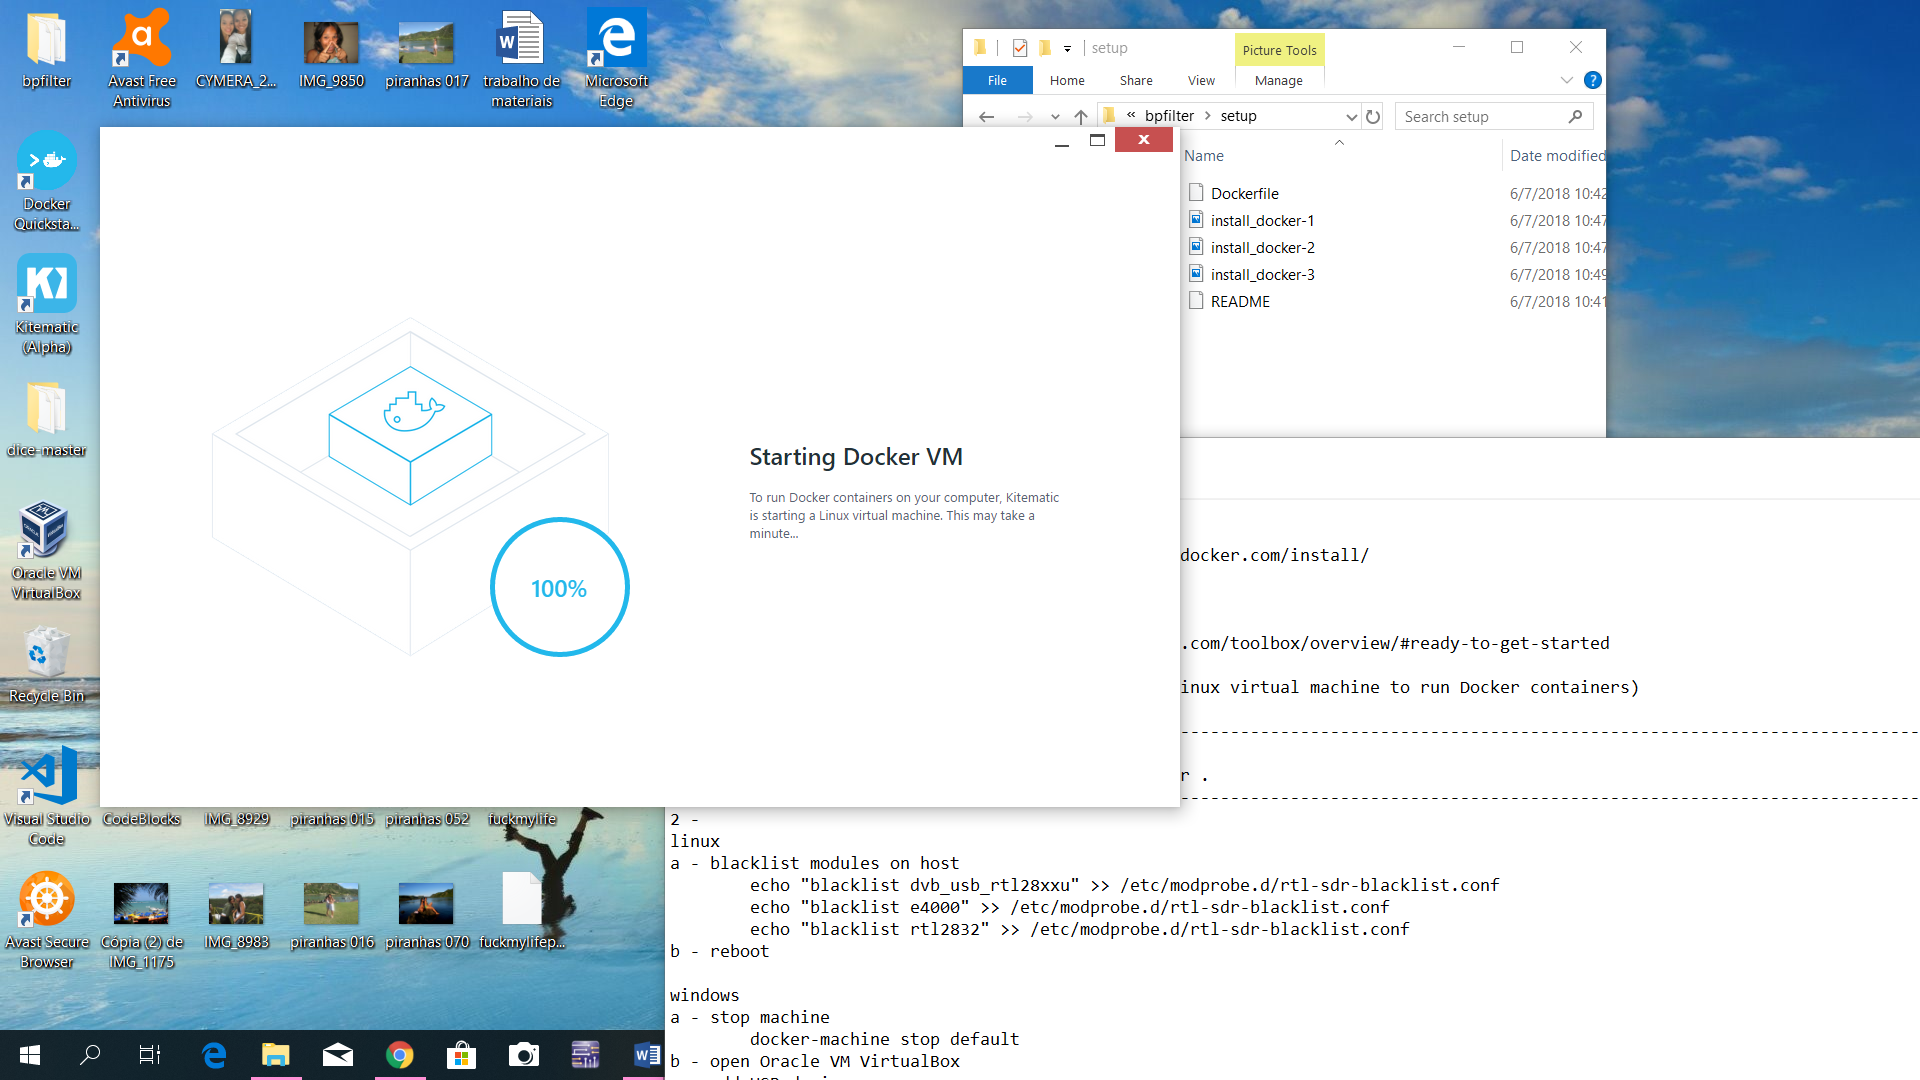 bpfilter
Avast Free
Antivirus
CYMERA_2...
IMG_9850
piranhas 017
trabalho de
materiais
Microsoft
Edge
Docker
Quicksta...
Kitematic
(Alpha)
dice-master
Oracle VM
VirtualBox
Recycle Bin
Visual Studio
Code
CodeBlocks
IMG_8929
piranhas 015
piranhas 052
fuckmylife
Avast Secure
Browser
Cópia (2) de
IMG_1175
IMG_8983
piranhas 016
piranhas 070
fuckmylifep...
setup
Picture Tools
File
Home
Share
View
Manage
« bpfilter > setup
Search setup
Name
Date modified
Dockerfile
6/7/2018 10:42
install_docker-1
6/7/2018 10:47
install_docker-2
6/7/2018 10:47
install_docker-3
6/7/2018 10:49
README
6/7/2018 10:41
Starting Docker VM
To run Docker containers on your computer, Kitematic
is starting a Linux virtual machine. This may take a
minute...
100%
docker.com/install/
.com/toolbox/overview/#ready-to-get-started
inux virtual machine to run Docker containers)
--------------------------------------------------------------------------
r .
--------------------------------------------------------------------------
2 -
linux
a - blacklist modules on host
echo "blacklist dvb_usb_rtl28xxu" >> /etc/modprobe.d/rtl-sdr-blacklist.conf
echo "blacklist e4000" >> /etc/modprobe.d/rtl-sdr-blacklist.conf
echo "blacklist rtl2832" >> /etc/modprobe.d/rtl-sdr-blacklist.conf
b - reboot
windows
a - stop machine
docker-machine stop default
b - open Oracle VM VirtualBox